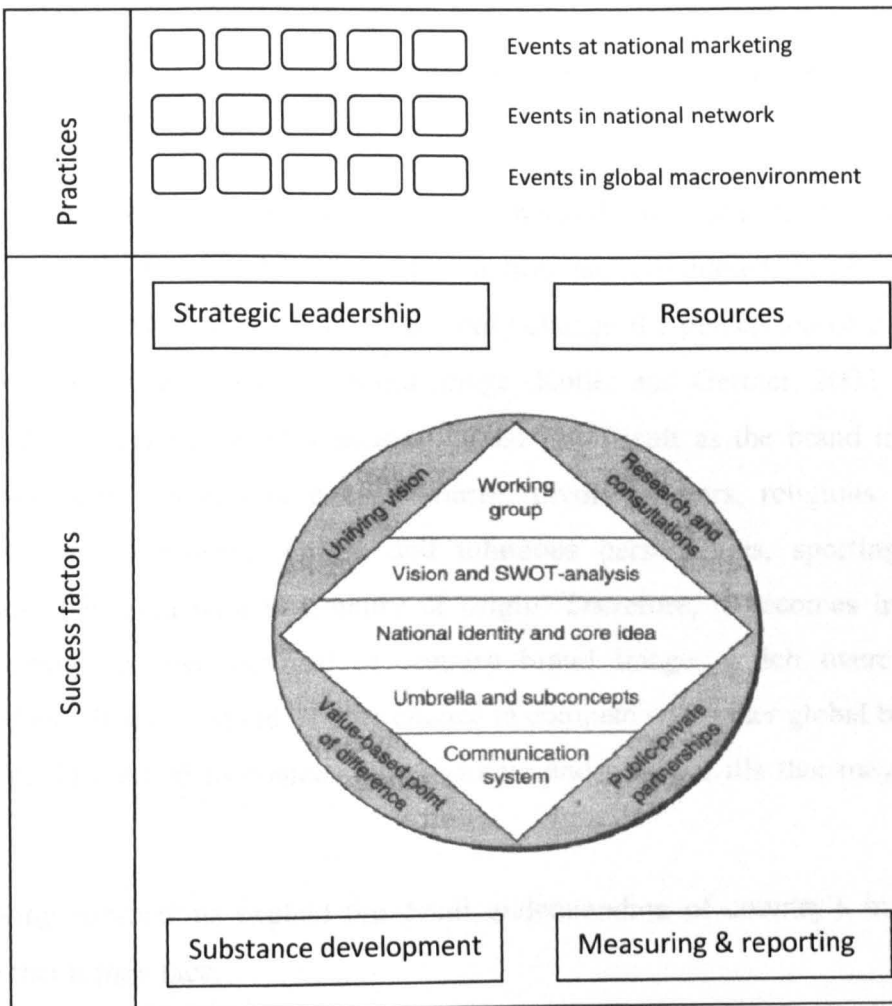 Practices
Events at national marketing
Events in national network
Events in global macroenvironment
Success factors
Strategic Leadership
Resources
Unifying vision
Research and
consultations
Working
group
Vision and SWOT-analysis
National identity and core idea
Umbrella and subconcepts
Communication
system
Value-based point
of difference
Public-private
partnerships
Substance development
Measuring & reporting